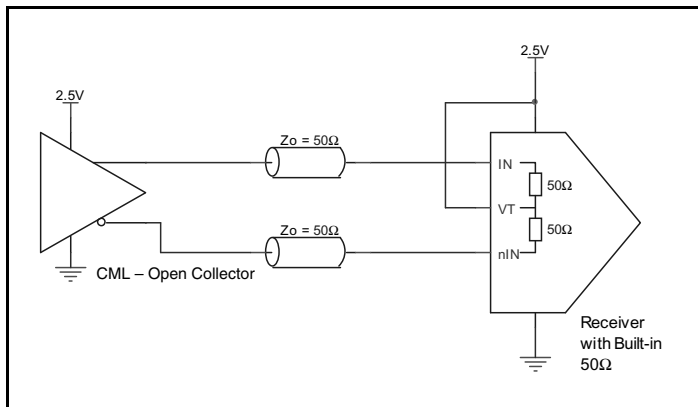 2.5V
2.5V
Zo = 50Ω
IN
50Ω
VT
50Ω
Zo = 50Ω
nIN
CML – Open Collector
Receiver
with Built-in
50Ω